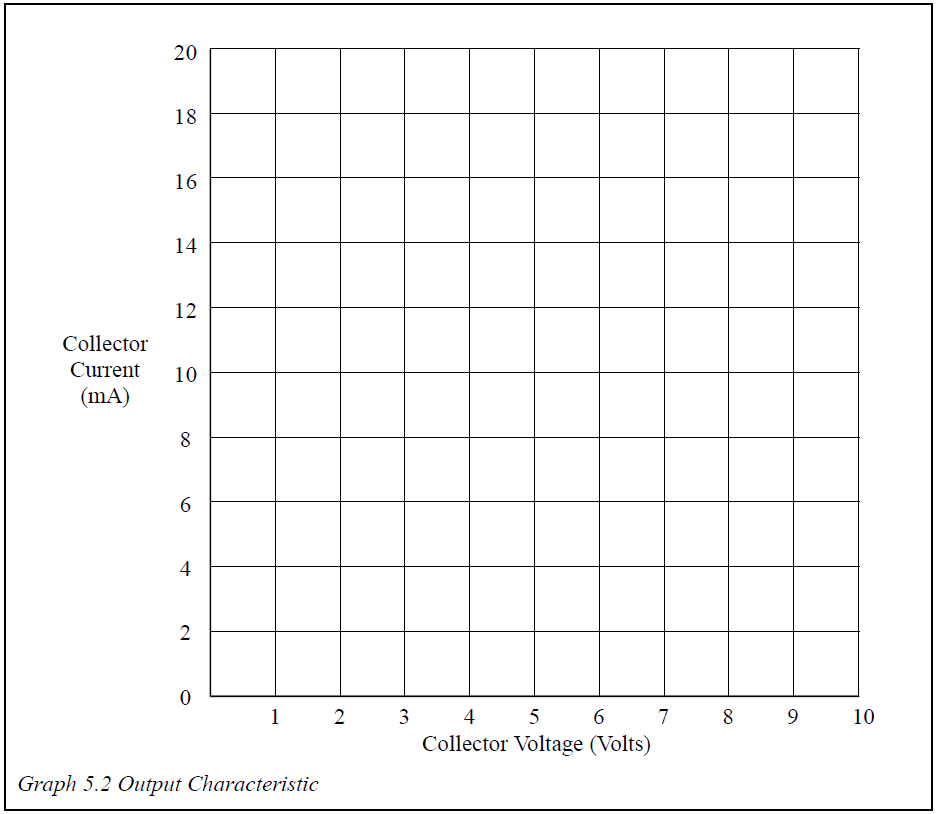 20
18
16
14
12
Collector
Current
(mA)
10
8
6
4
2
0
1 2 3 4 5 6 7 8 9 10
Collector Voltage (Volts)
Graph 5.2 Output Characteristic